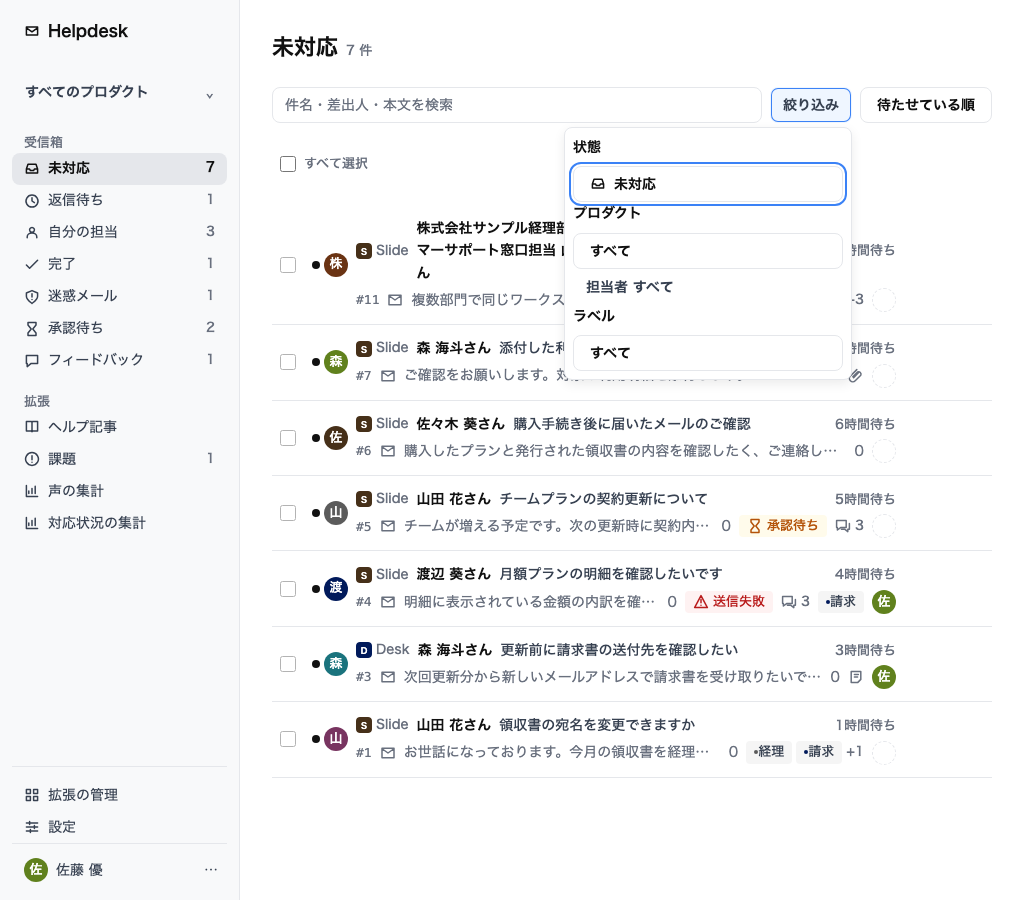 Helpdesk
すべてのプロダクト
受信箱
未対応 7
返信待ち 1
自分の担当 3
完了 1
迷惑メール 1
承認待ち 2
フィードバック 1
拡張
ヘルプ記事
課題 1
声の集計
対応状況の集計
拡張の管理
設定
佐 佐藤 優 …
未対応 7 件
件名・差出人・本文を検索 絞り込み 待たせている順
すべて選択
状態
未対応
プロダクト
すべて
担当者 すべて
ラベル
すべて
株 S Slide 株式会社サンプル経理部
マーサポート窓口担当
ん
時間待ち
#11 複数部門で同じワークス
森 S Slide 森 海斗さん 添付した利 時間待ち
#7 ご確認をお願いします。
佐 S Slide 佐々木 葵さん 購入手続き後に届いたメールのご確認 6時間待ち
#6 購入したプランと発行された領収書の内容を確認したく、ご連絡し… 0
山 S Slide 山田 花さん チームプランの契約更新について 5時間待ち
#5 チームが増える予定です。次の更新時に契約内… 0 承認待ち 3
渡 S Slide 渡辺 葵さん 月額プランの明細を確認したいです 4時間待ち
#4 明細に表示されている金額の内訳を確… 0 送信失敗 3 •請求 佐
森 D Desk 森 海斗さん 更新前に請求書の送付先を確認したい 3時間待ち
#3 次回更新分から新しいメールアドレスで請求書を受け取りたいで… 0 佐
山 S Slide 山田 花さん 領収書の宛名を変更できますか 1時間待ち
#1 お世話になっております。今月の領収書を経理… 0 •経理 •請求 +1